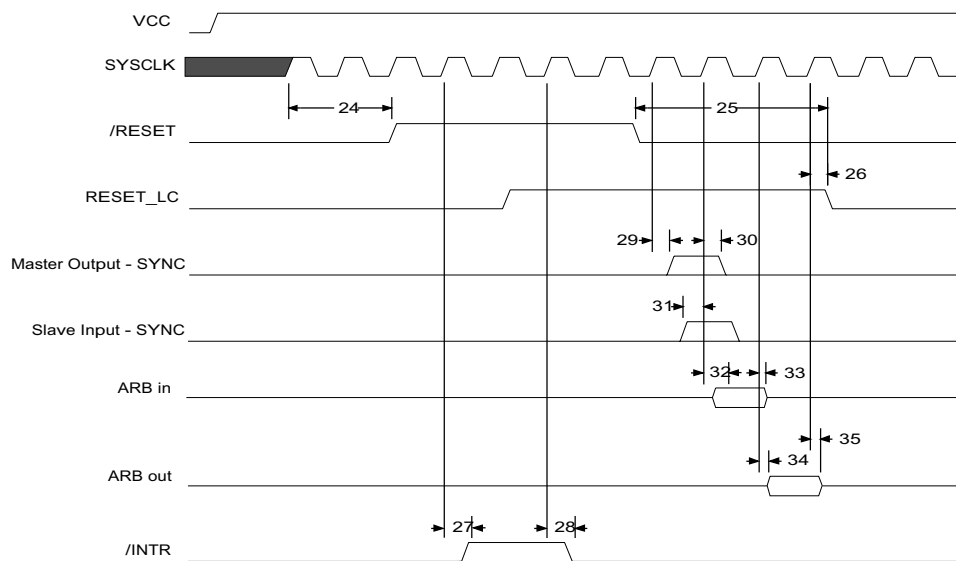 VCC
SYSCLK
24
25
/RESET
26
RESET_LC
29
30
Master Output - SYNC
31
Slave Input - SYNC
32
33
ARB in
35
34
ARB out
27
28
/INTR